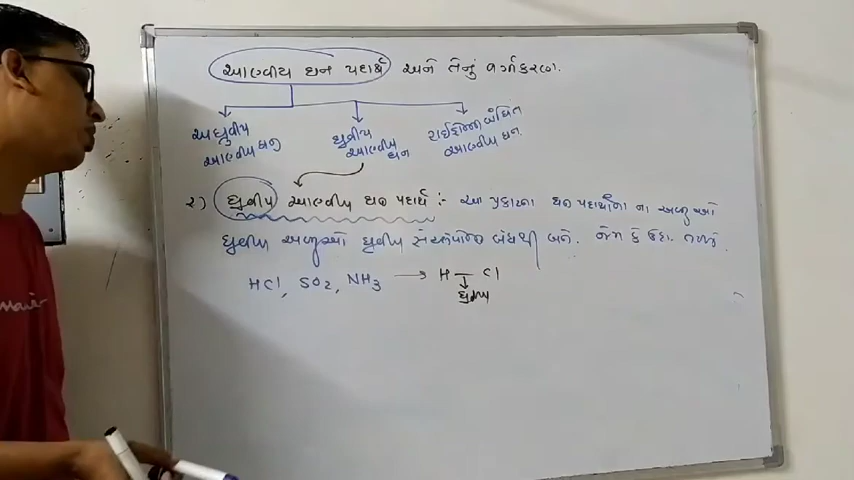 આણ્વીય ઘન પદાર્થ અને તેનું વર્ગીકરણ.
અધ્રુવીય આણ્વીય ઘન
ધ્રુવીય આણ્વીય ઘન
હાઈડ્રોજન બંધિત આણ્વીય ઘન
૨) ધ્રુવીય આણ્વીય ઘન પદાર્થ :- આ પ્રકારના ઘન પદાર્થોના ના અણુઓ
ધ્રુવીય અણુઓ ધ્રુવીય સંયોજક બંધથી બને. જેમ કે
HCl, SO₂, NH₃ → H — Cl
ધ્રુવીય